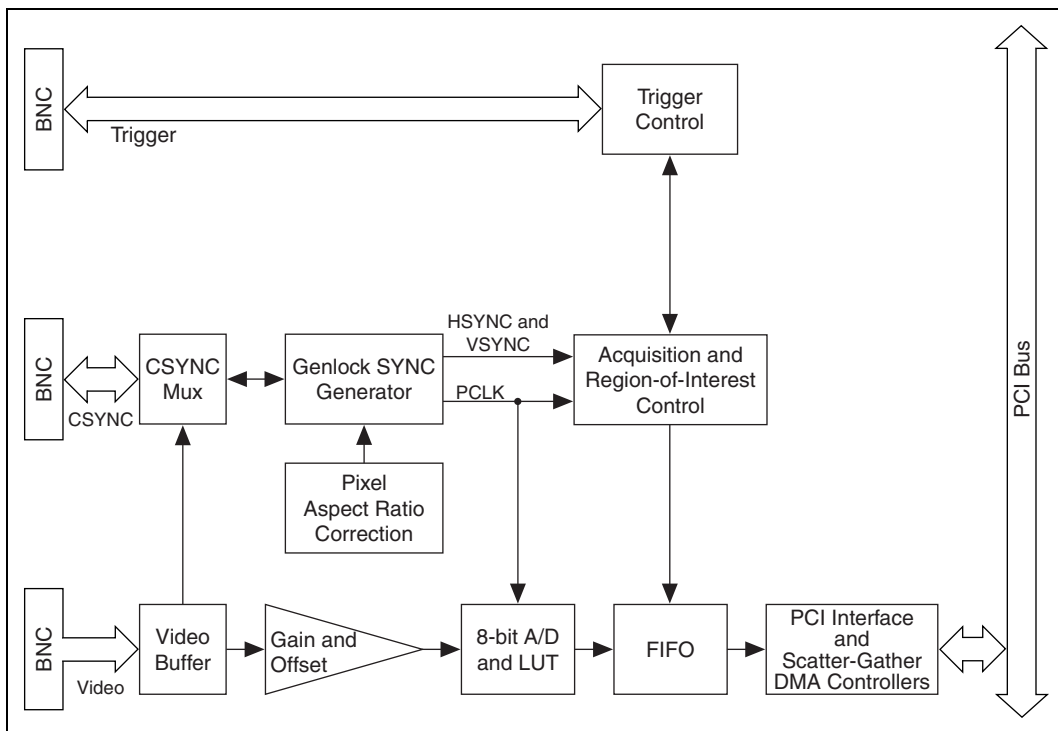 BNC
Trigger
Trigger
Control
BNC
CSYNC
CSYNC
Mux
Genlock SYNC
Generator
HSYNC and
VSYNC
PCLK
Acquisition and
Region-of-Interest
Control
Pixel
Aspect Ratio
Correction
BNC
Video
Video
Buffer
Gain and
Offset
8-bit A/D
and LUT
FIFO
PCI Interface
and
Scatter-Gather
DMA Controllers
PCI Bus